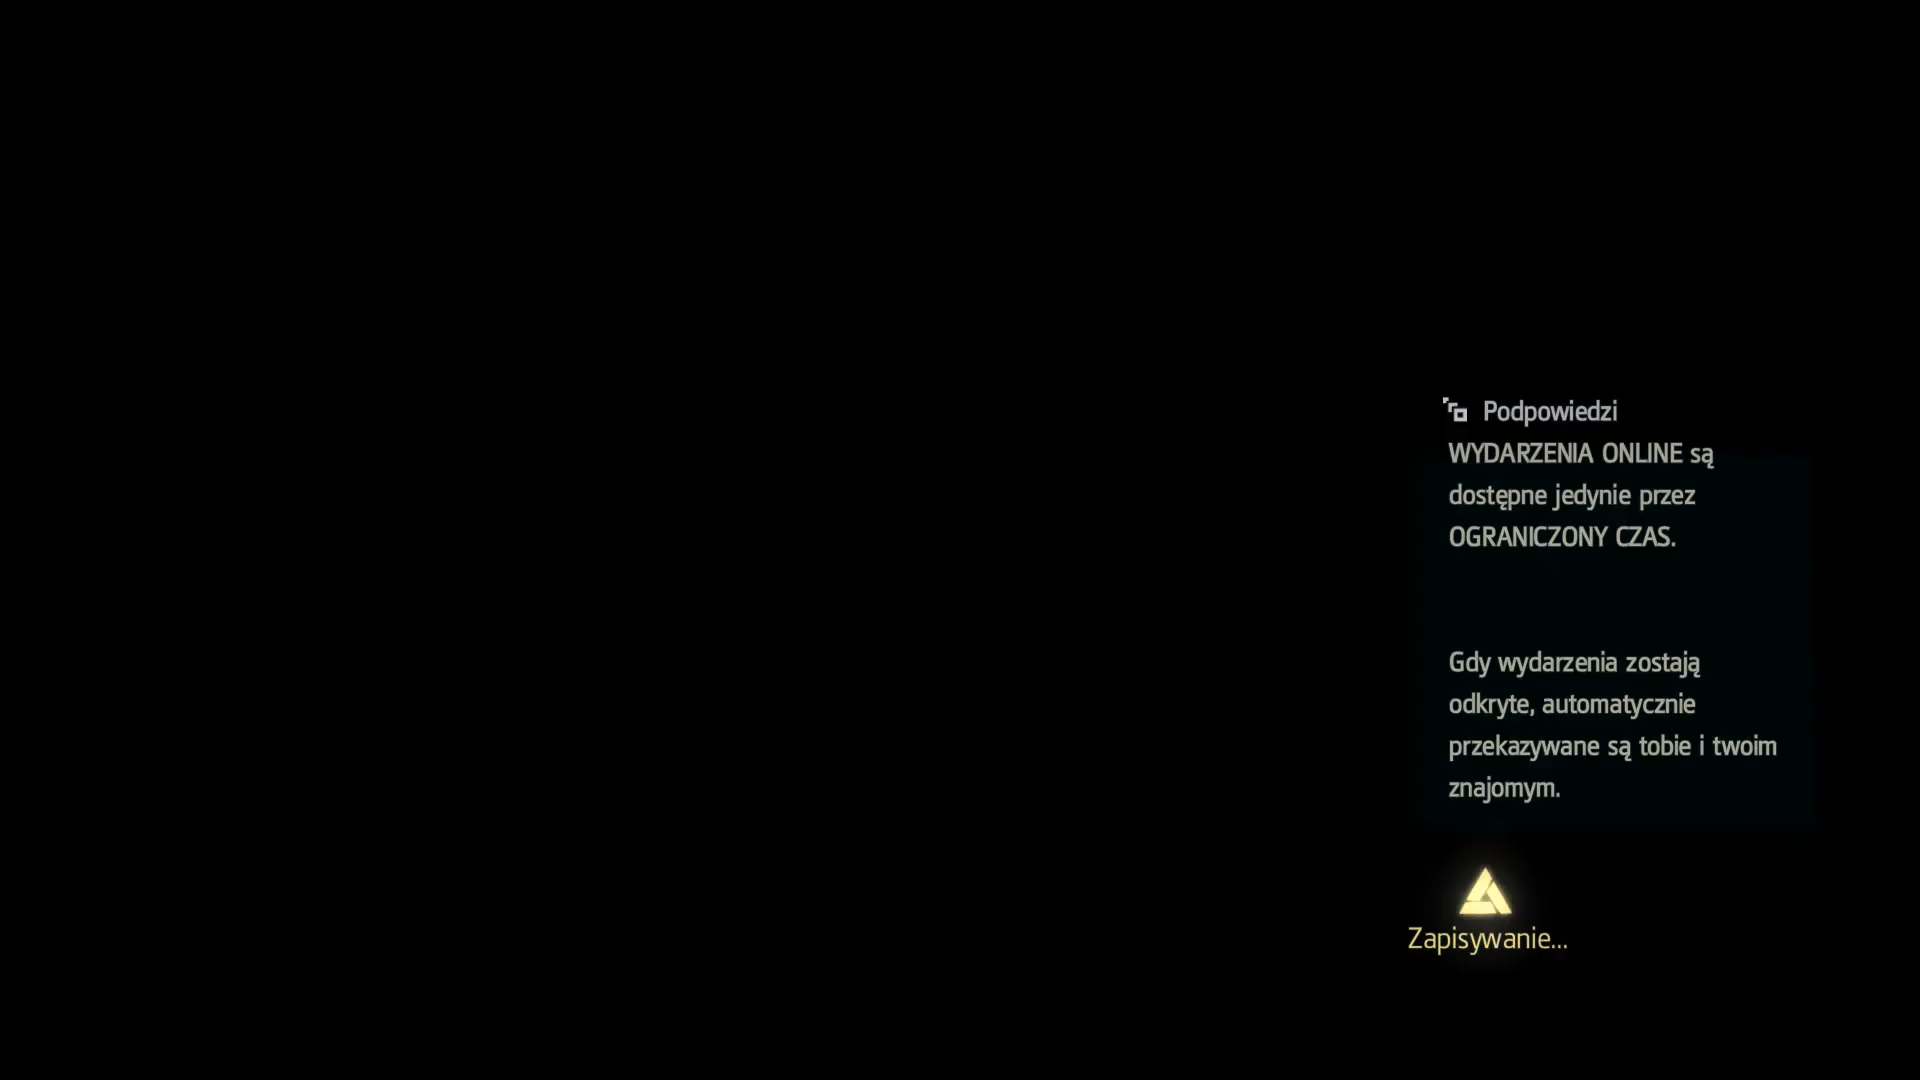 Podpowiedzi
WYDARZENIA ONLINE są
dostępne jedynie przez
OGRANICZONY CZAS.
Gdy wydarzenia zostają
odkryte, automatycznie
przekazywane są tobie i twoim
znajomym.
Zapisywanie...